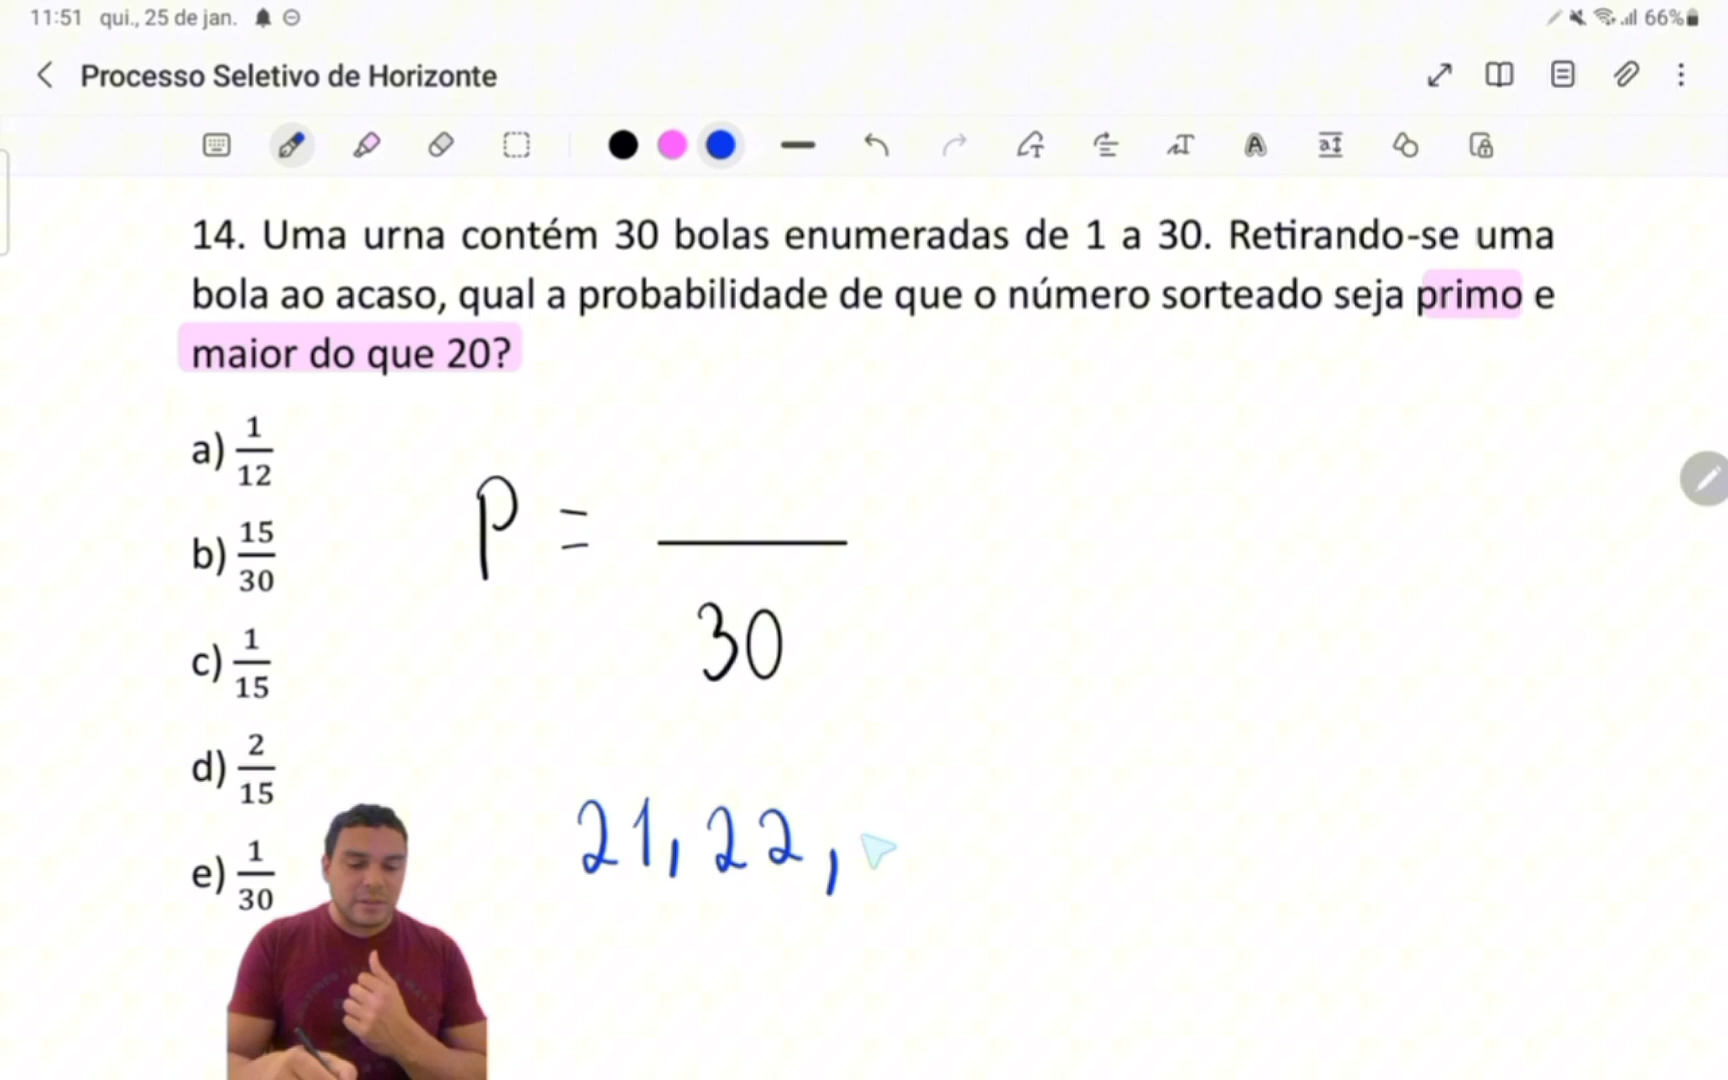 11:51 qui., 25 de jan.
66%
Processo Seletivo de Horizonte
14. Uma urna contém 30 bolas enumeradas de 1 a 30. Retirando-se uma
bola ao acaso, qual a probabilidade de que o número sorteado seja primo e
maior do que 20?
a) 1/12
b) 15/30
c) 1/15
d) 2/15
e) 1/30
P =
30
21, 22,